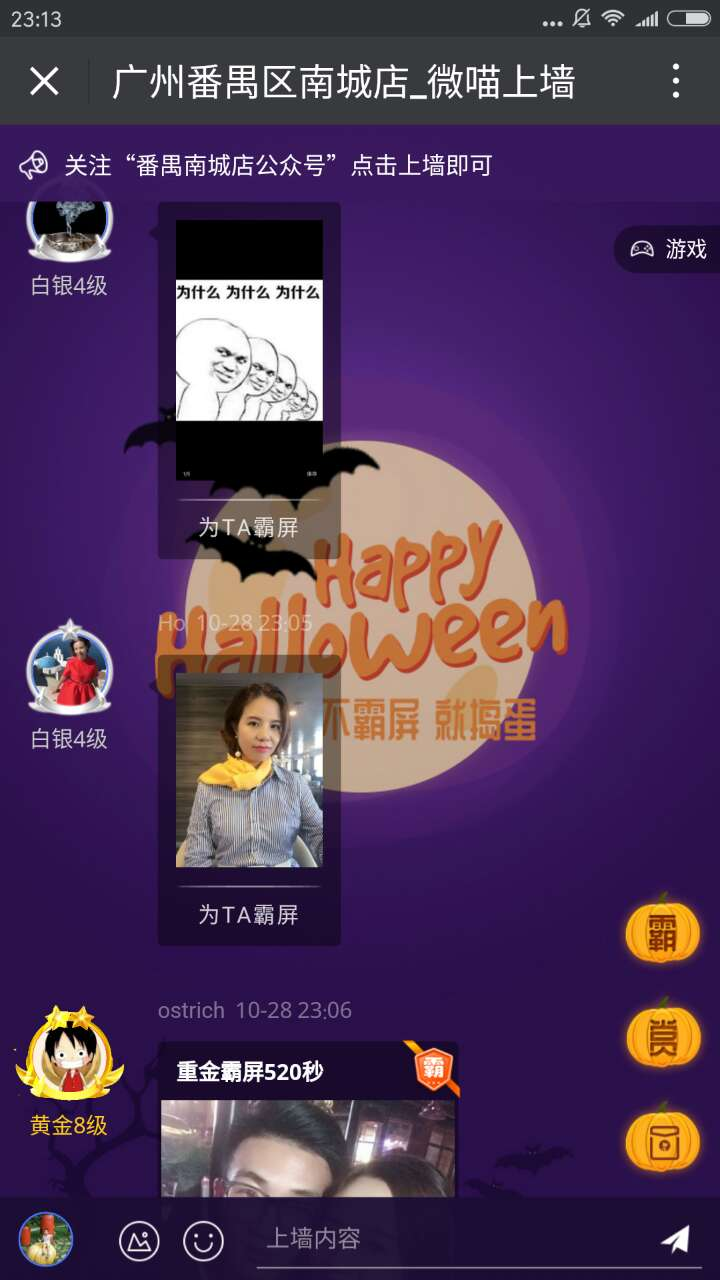 23:13
广州番禺区南城店_微喵上墙
关注“番禺南城店公众号”点击上墙即可
白银4级
游戏
为什么 为什么 为什么
为TA霸屏
Happy
Halloween
不霸屏 就捣蛋
Ho 10-28 23:05
白银4级
为TA霸屏
霸
ostrich 10-28 23:06
重金霸屏520秒
霸
赏
黄金8级
上墙内容